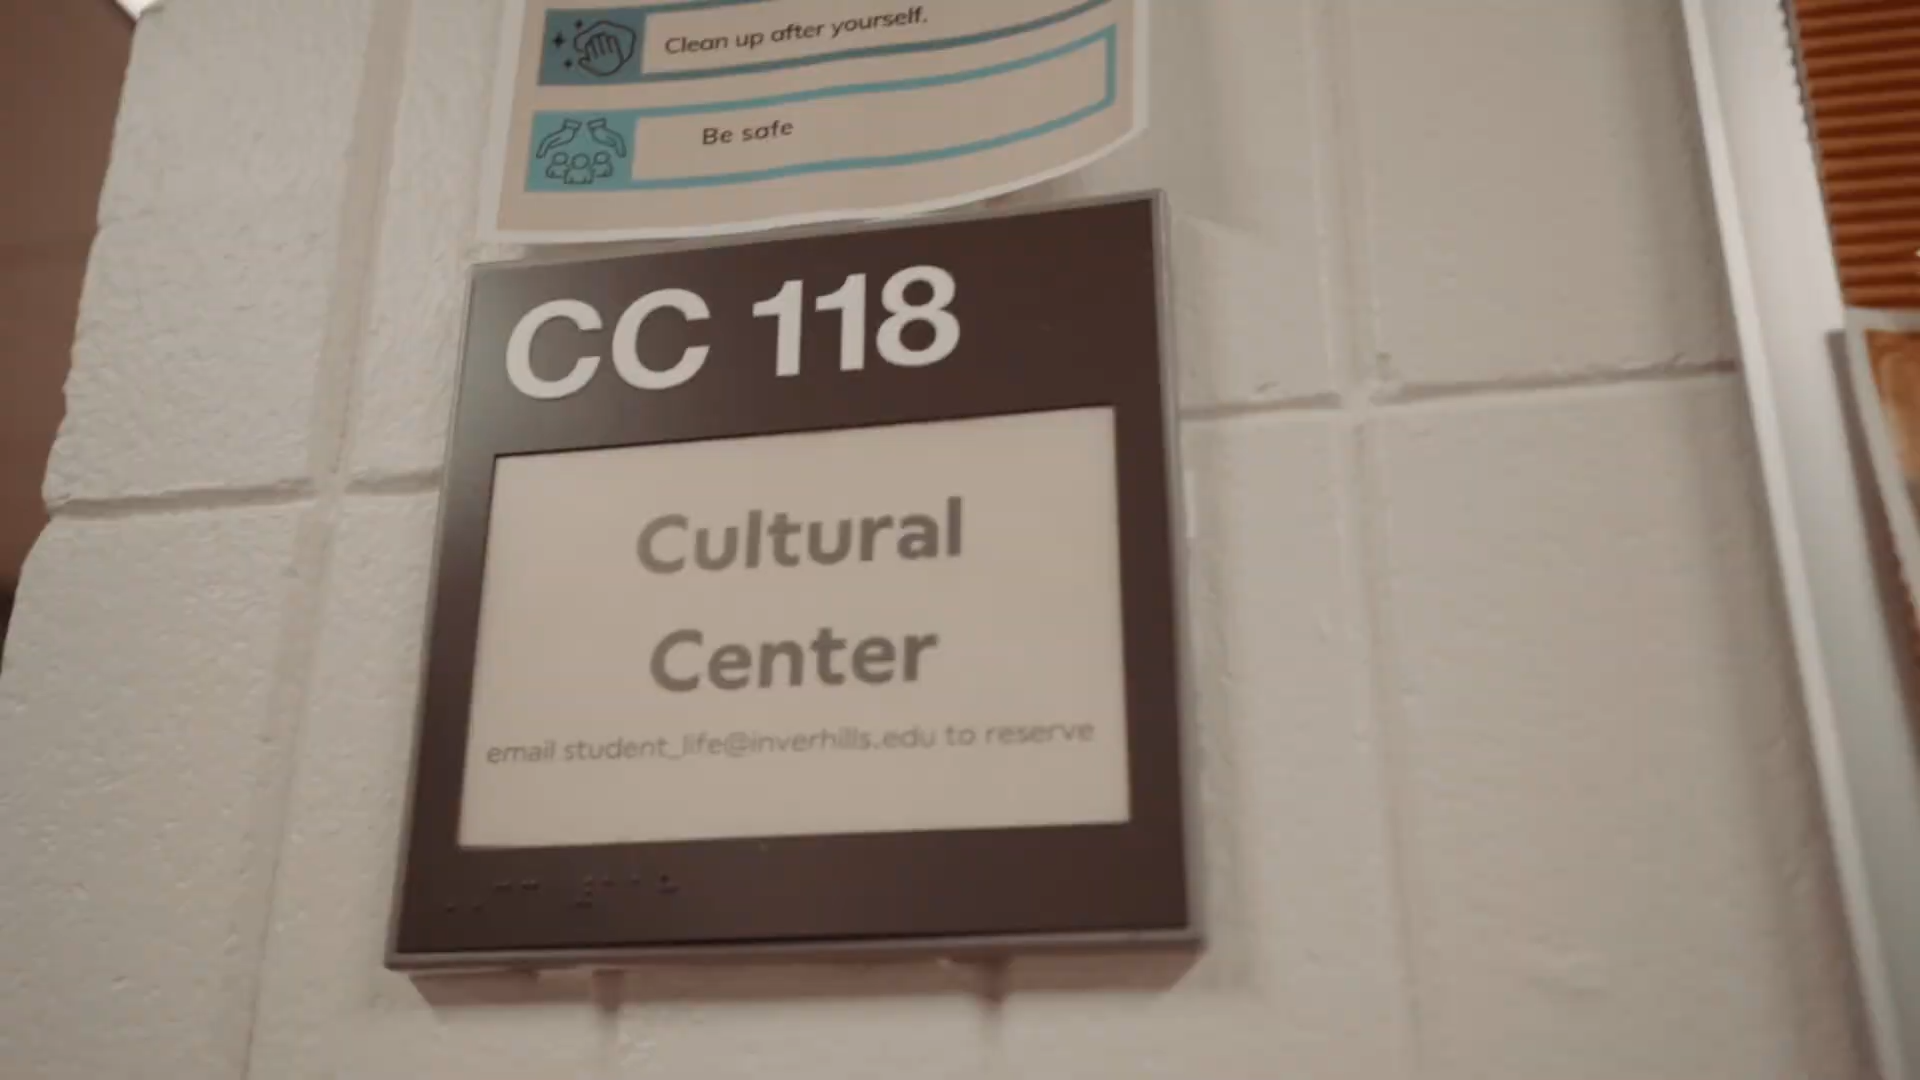 Clean up after yourself.
Be safe
CC 118
Cultural
Center
email student_life@inverhills.edu to reserve